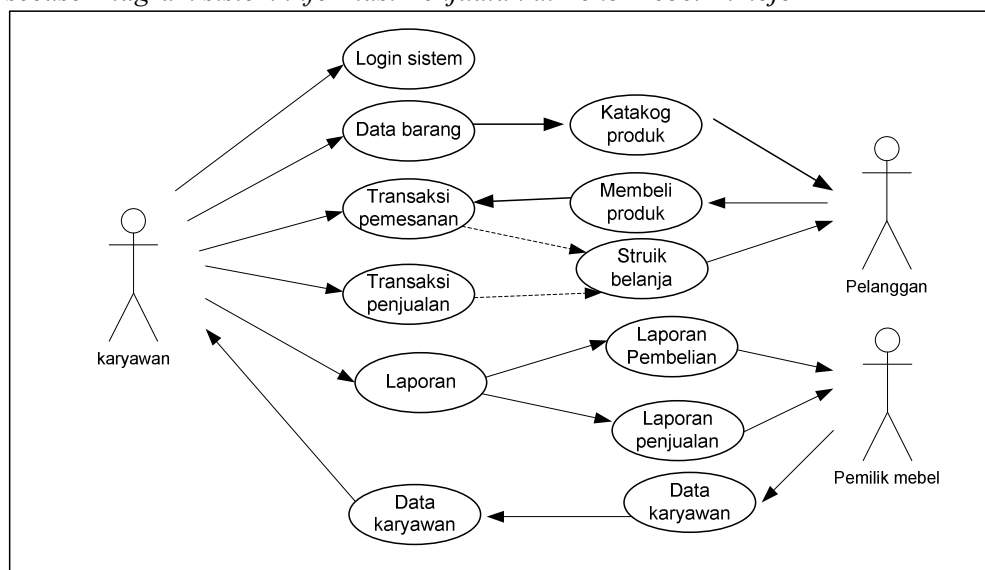 Login sistem
Data barang
Katakog
produk
Transaksi
pemesanan
Membeli
produk
Struik
belanja
Transaksi
penjualan
Pelanggan
karyawan
Laporan
Laporan
Pembelian
Laporan
penjualan
Pemilik mebel
Data
karyawan
Data
karyawan